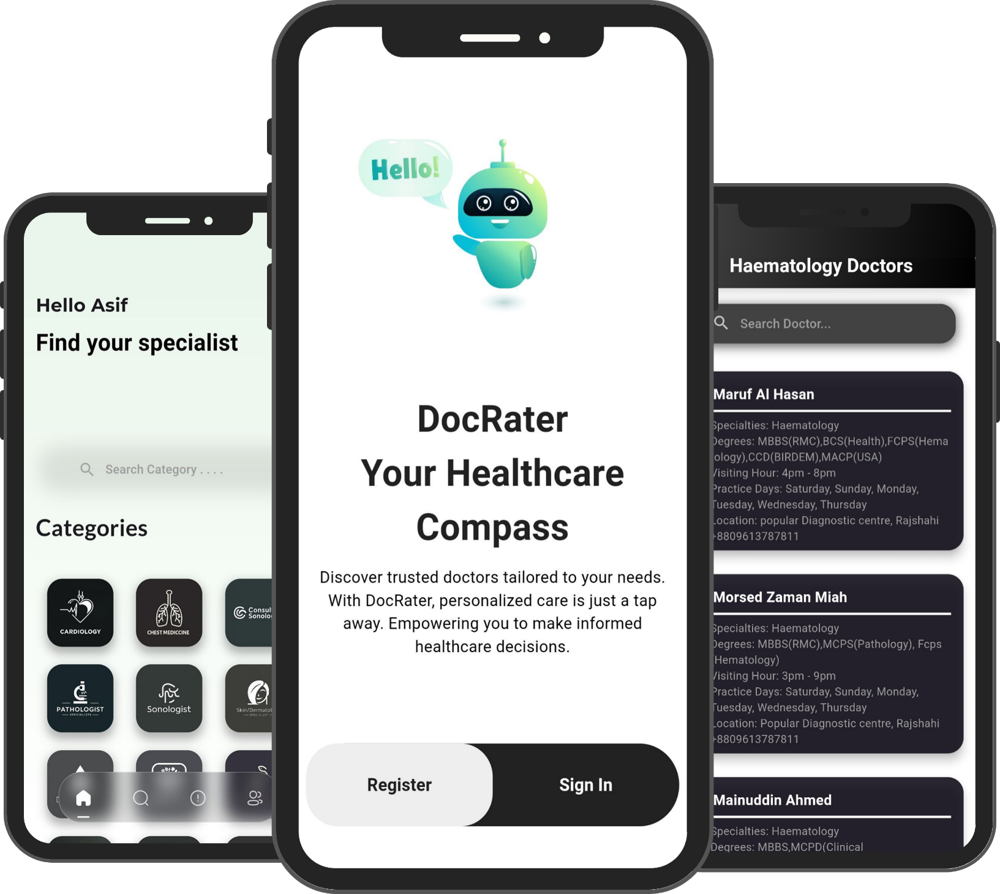 Hello Asif
Find your specialist
Search Category . . . .
Categories
CARDIOLOGY
CHEST MEDICCINE
PATHOLOGIST
SPECIALISTS
Sonologist
Hello!
DocRater
Your Healthcare
Compass
Discover trusted doctors tailored to your needs.
With DocRater, personalized care is just a tap
away. Empowering you to make informed
healthcare decisions.
Register
Sign In
Haematology Doctors
Search Doctor...
Maruf Al Hasan
Specialties: Haematology
Degrees: MBBS(RMC),BCS(Health),FCPS(Hema
ology),CCD(BIRDEM),MACP(USA)
Visiting Hour: 4pm - 8pm
Practice Days: Saturday, Sunday, Monday,
Tuesday, Wednesday, Thursday
Location: popular Diagnostic centre, Rajshahi
+8809613787811
Morsed Zaman Miah
Specialties: Haematology
Degrees: MBBS(RMC),MCPS(Pathology), Fcps
(Hematology)
Visiting Hour: 3pm - 9pm
Practice Days: Saturday, Sunday, Monday,
Tuesday, Wednesday, Thursday
Location: Popular Diagnostic centre, Rajshahi
+8809613787811
Mainuddin Ahmed
Specialties: Haematology
Degrees: MBBS,MCPD(Clinical